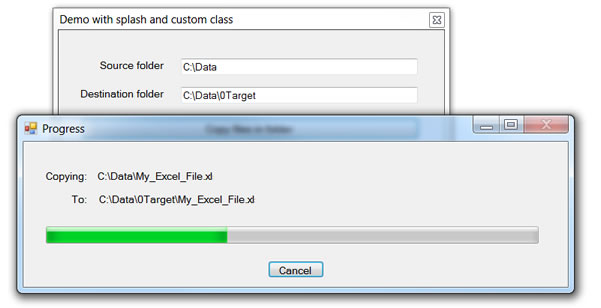 Demo with splash and custom class
Source folder C:\Data
Destination folder C:\Data\0Target
Copy files in folder
Progress
Copying: C:\Data\My_Excel_File.xl
To: C:\Data\0Target\My_Excel_File.xl
Cancel